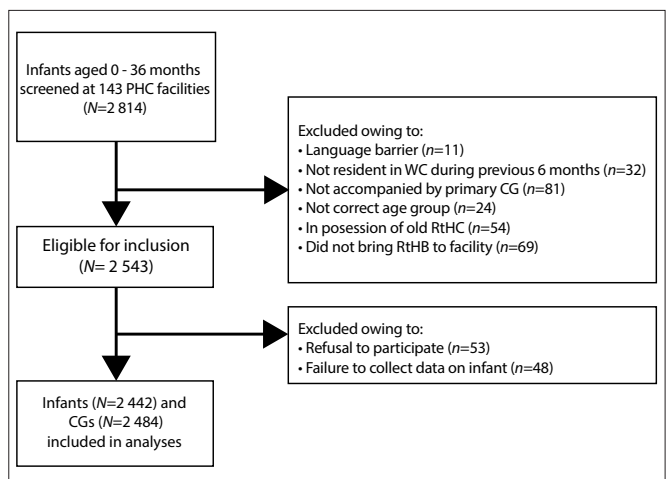 Infants aged 0 - 36 months
screened at 143 PHC facilities
(N=2 814)
Excluded owing to:
• Language barrier (n=11)
• Not resident in WC during previous 6 months (n=32)
• Not accompanied by primary CG (n=81)
• Not correct age group (n=24)
• In posession of old RtHC (n=54)
• Did not bring RtHB to facility (n=69)
Eligible for inclusion
(N= 2 543)
Excluded owing to:
• Refusal to participate (n=53)
• Failure to collect data on infant (n=48)
Infants (N=2 442) and
CGs (N=2 484)
included in analyses